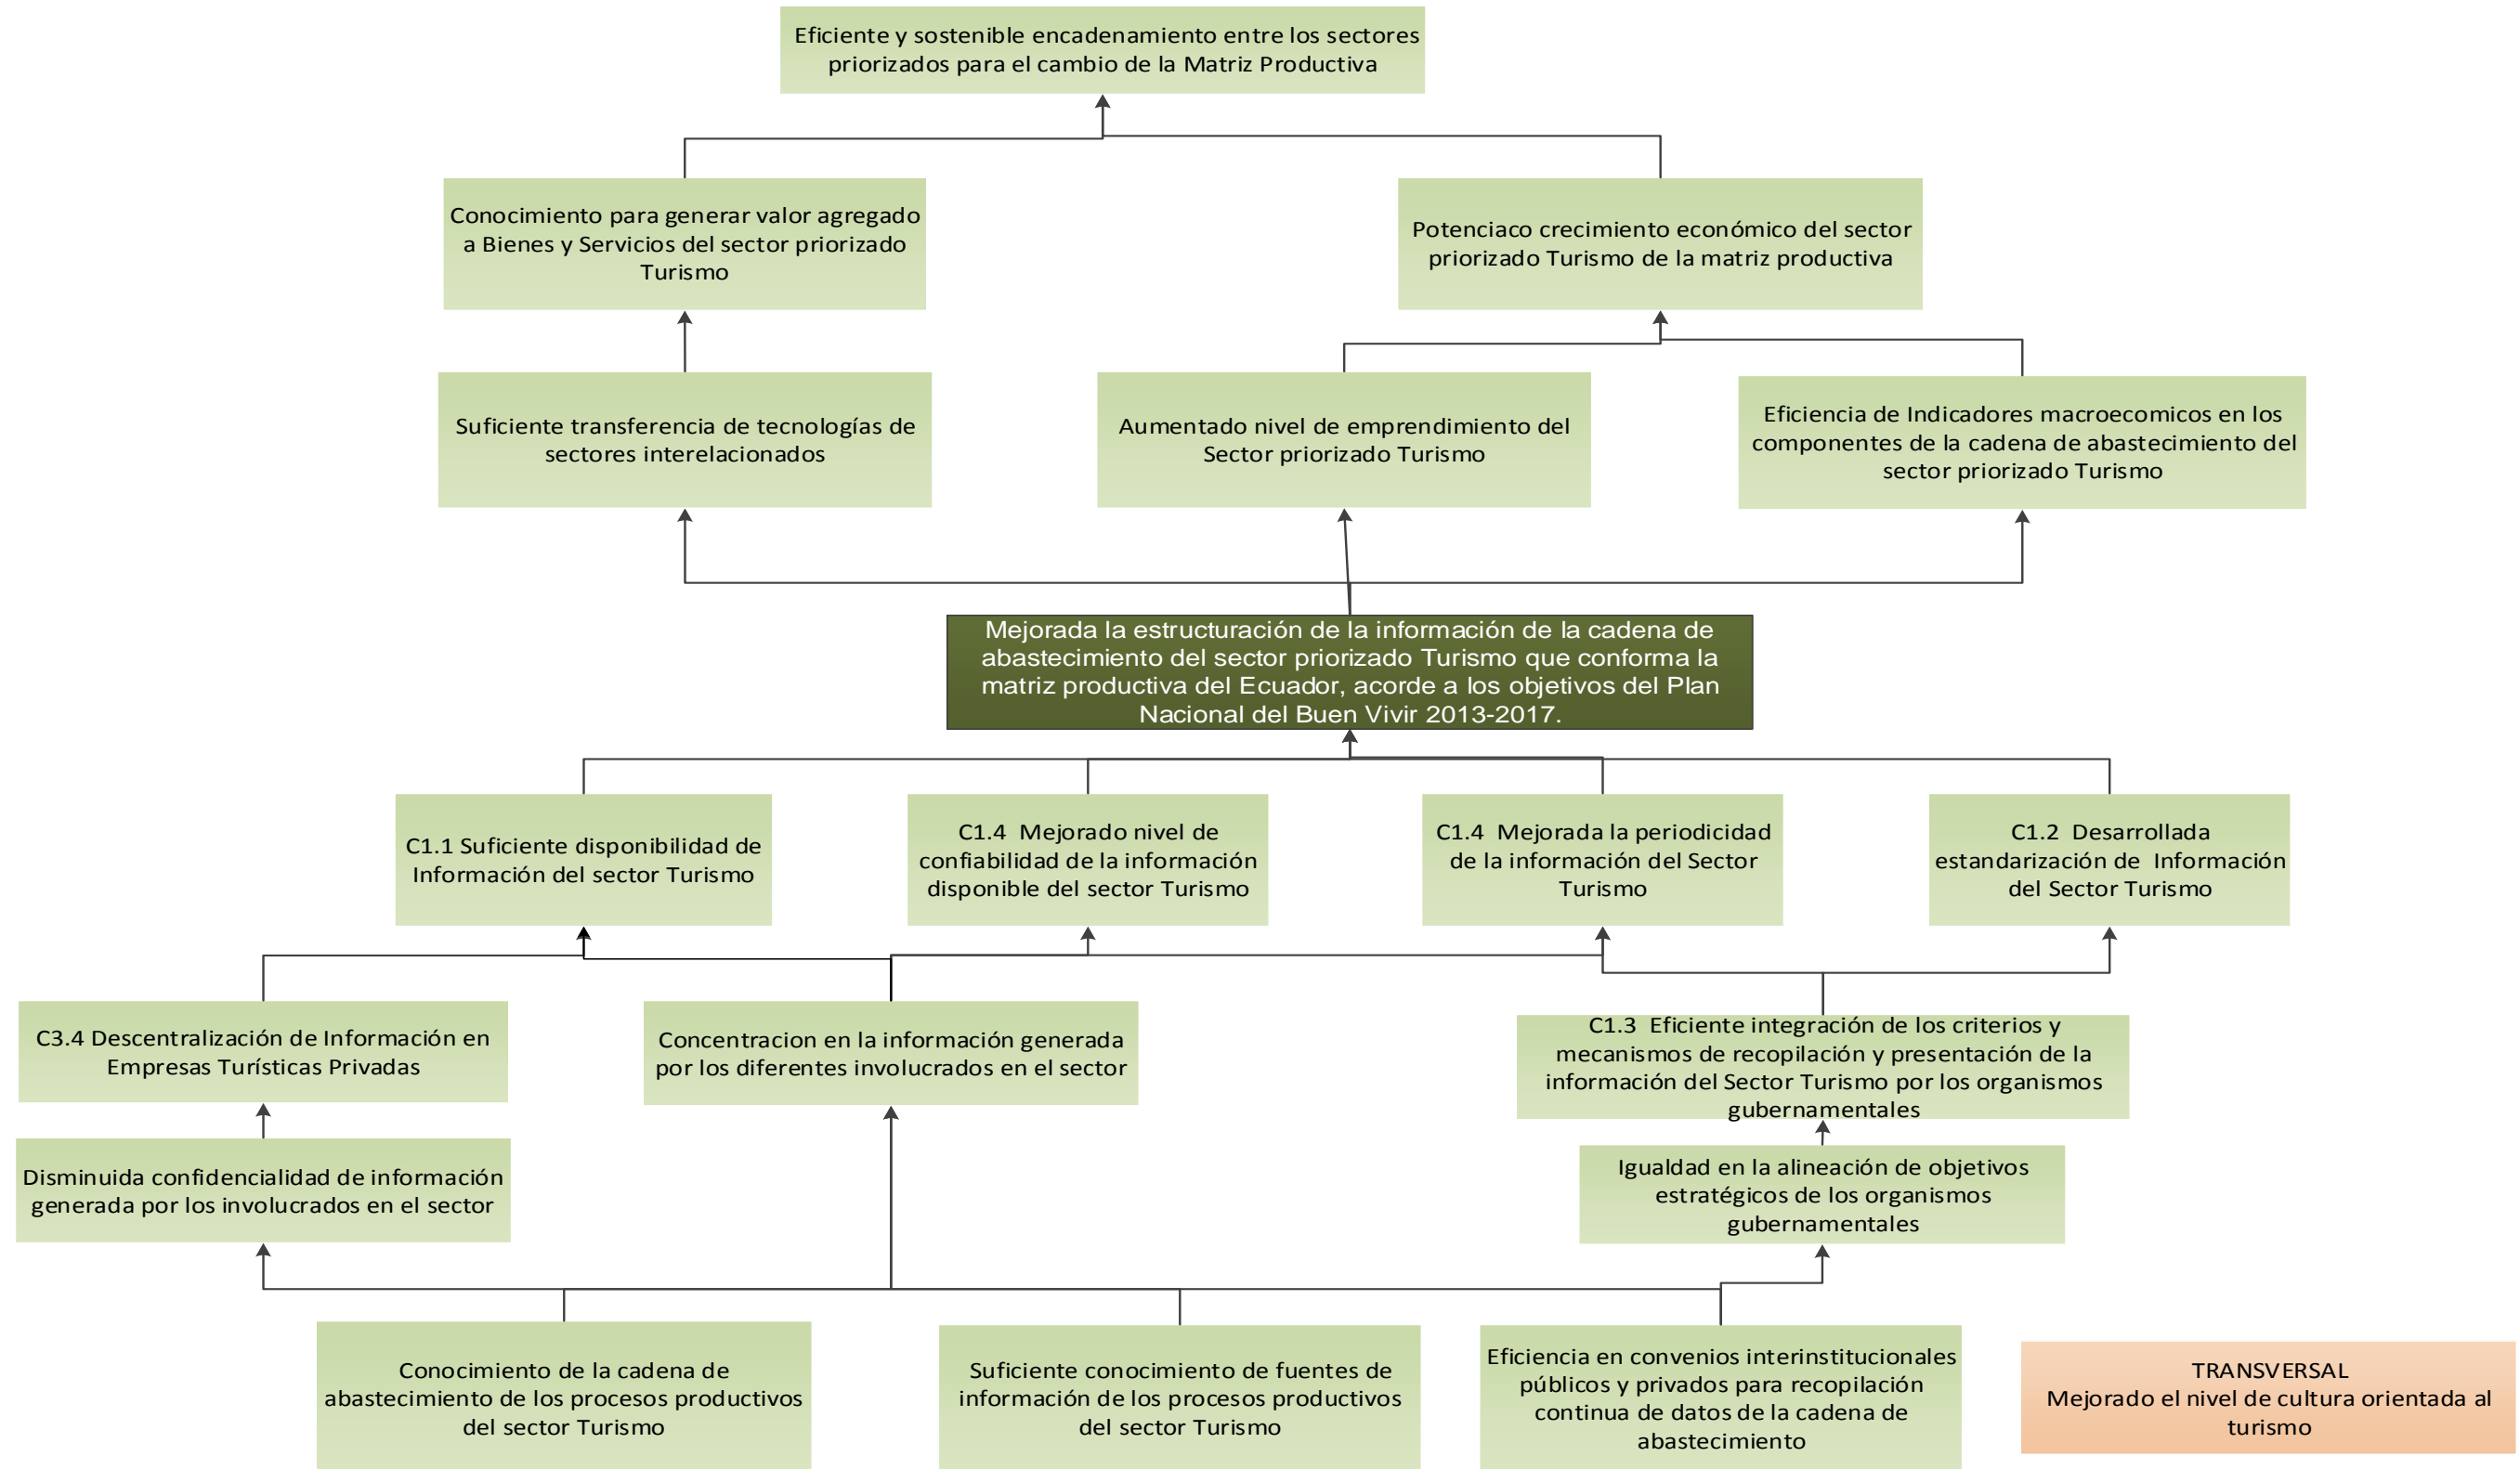 Eficiente y sostenible encadenamiento entre los sectores
priorizados para el cambio de la Matriz Productiva
Conocimiento para generar valor agregado
a Bienes y Servicios del sector priorizado
Turismo
Potenciaco crecimiento económico del sector
priorizado Turismo de la matriz productiva
Suficiente transferencia de tecnologías de
sectores interelacionados
Aumentado nivel de emprendimiento del
Sector priorizado Turismo
Eficiencia de Indicadores macroecomicos en los
componentes de la cadena de abastecimiento del
sector priorizado Turismo
Mejorada la estructuración de la información de la cadena de
abastecimiento del sector priorizado Turismo que conforma la
matriz productiva del Ecuador, acorde a los objetivos del Plan
Nacional del Buen Vivir 2013-2017.
C1.1 Suficiente disponibilidad de
Información del sector Turismo
C1.4  Mejorado nivel de
confiabilidad de la información
disponible del sector Turismo
C1.4  Mejorada la periodicidad
de la información del Sector
Turismo
C1.2  Desarrollada
estandarización de  Información
del Sector Turismo
C3.4 Descentralización de Información en
Empresas Turísticas Privadas
Concentracion en la información generada
por los diferentes involucrados en el sector
C1.3  Eficiente integración de los criterios y
mecanismos de recopilación y presentación de la
información del Sector Turismo por los organismos
gubernamentales
Disminuida confidencialidad de información
generada por los involucrados en el sector
Igualdad en la alineación de objetivos
estratégicos de los organismos
gubernamentales
Conocimiento de la cadena de
abastecimiento de los procesos productivos
del sector Turismo
Suficiente conocimiento de fuentes de
información de los procesos productivos
del sector Turismo
Eficiencia en convenios interinstitucionales
públicos y privados para recopilación
continua de datos de la cadena de
abastecimiento
TRANSVERSAL
Mejorado el nivel de cultura orientada al
turismo